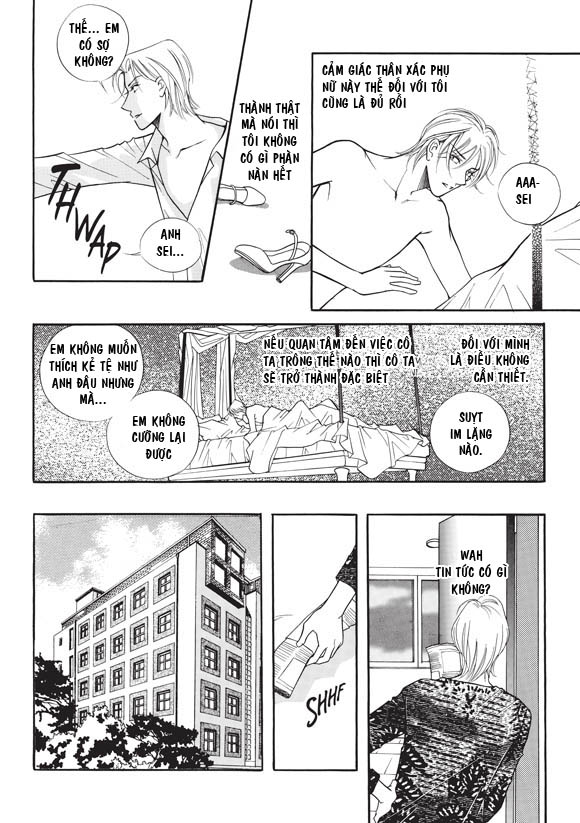 THẾ... EM
CÓ SỢ
KHÔNG?
THWAP
ANH
SEI...
THÀNH THẬT
MÀ NÓI THÌ
TÔI KHÔNG
CÓ GÌ PHÀN
NÀN HẾT
CẢM GIÁC THÂN XÁC PHỤ
NỮ NÀY THẾ ĐỐI VỚI TÔI
CŨNG LÀ ĐỦ RỒI
AAA-
SEI
EM KHÔNG MUỐN
THÍCH KẺ TỆ NHƯ
ANH ĐÂU NHƯNG
MÀ...
EM KHÔNG
CƯỠNG LẠI
ĐƯỢC
NẾU QUAN TÂM ĐẾN VIỆC CÔ
TA TRÔNG THẾ NÀO THÌ CÔ TA
SẼ TRỞ THÀNH ĐẶC BIỆT
ĐỐI VỚI MÌNH
LÀ ĐIỀU KHÔNG
CẦN THIẾT.
SUỴT
IM LẶNG
NÀO.
SHHF
WAH
TIN TỨC CÓ GÌ
KHÔNG?